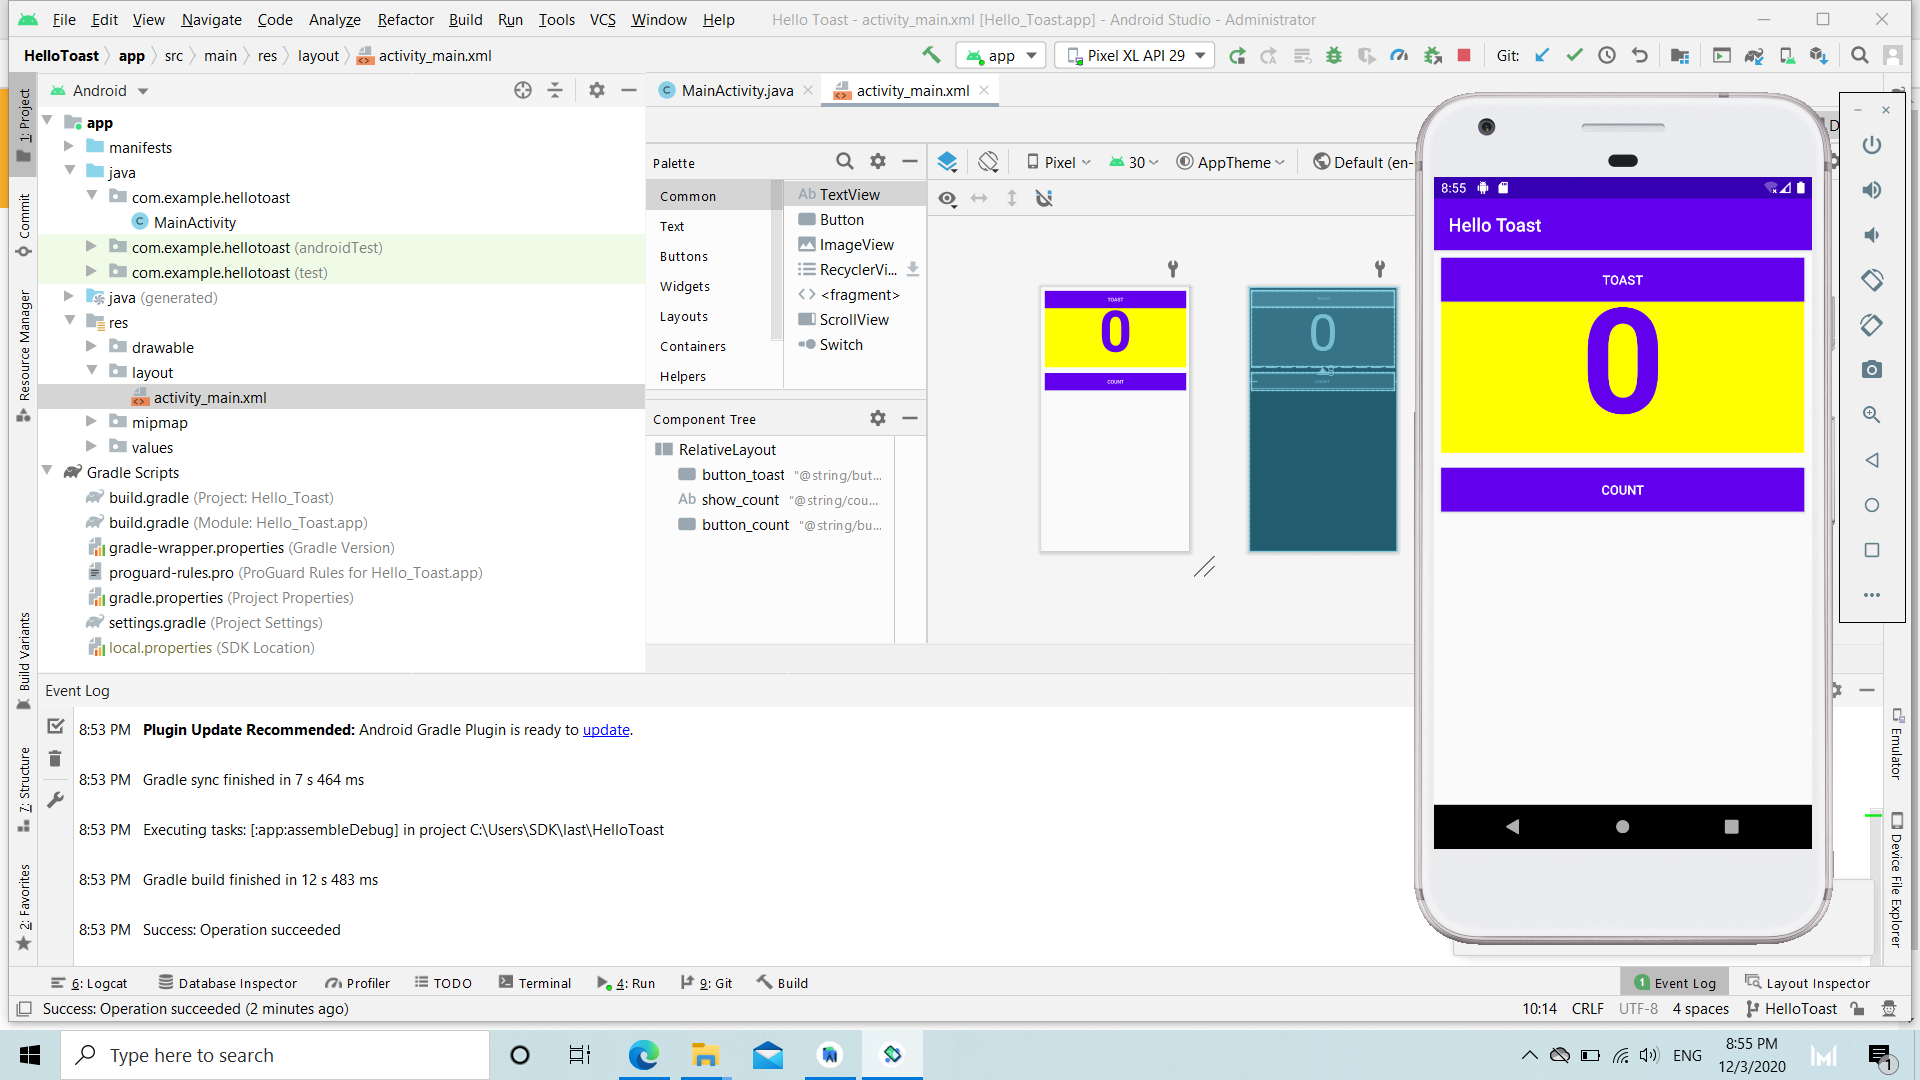 File Edit View Navigate Code Analyze Refactor Build Run Tools VCS Window Help Hello Toast - activity_main.xml [Hello_Toast.app] - Android Studio - Administrator
HelloToast app src main res layout activity_main.xml app Pixel XL API 29 Git:
Android
MainActivity.java activity_main.xml
1: Project
Commit
Resource Manager
Build Variants
7: Structure
2: Favorites
app
manifests
java
com.example.hellotoast
MainActivity
com.example.hellotoast (androidTest)
com.example.hellotoast (test)
java (generated)
res
drawable
layout
activity_main.xml
mipmap
values
Gradle Scripts
build.gradle (Project: Hello_Toast)
build.gradle (Module: Hello_Toast.app)
gradle-wrapper.properties (Gradle Version)
proguard-rules.pro (ProGuard Rules for Hello_Toast.app)
gradle.properties (Project Properties)
settings.gradle (Project Settings)
local.properties (SDK Location)
Palette
Common
Text
Buttons
Widgets
Layouts
Containers
Helpers
Ab TextView
Button
ImageView
RecyclerVi...
<fragment>
ScrollView
Switch
Component Tree
RelativeLayout
button_toast "@string/but...
Ab show_count "@string/cou...
button_count "@string/bu...
Pixel 30 AppTheme Default (en-
D
TOAST
0
COUNT
0
8:55
Hello Toast
TOAST
0
COUNT
Event Log
8:53 PM Plugin Update Recommended: Android Gradle Plugin is ready to update.
8:53 PM Gradle sync finished in 7 s 464 ms
8:53 PM Executing tasks: [:app:assembleDebug] in project C:\Users\SDK\last\HelloToast
8:53 PM Gradle build finished in 12 s 483 ms
8:53 PM Success: Operation succeeded
Emulator
Device File Explorer
6: Logcat Database Inspector Profiler TODO Terminal 4: Run 9: Git Build 1 Event Log Layout Inspector
Success: Operation succeeded (2 minutes ago) 10:14 CRLF UTF-8 4 spaces HelloToast
Type here to search
ENG
8:55 PM
12/3/2020
1